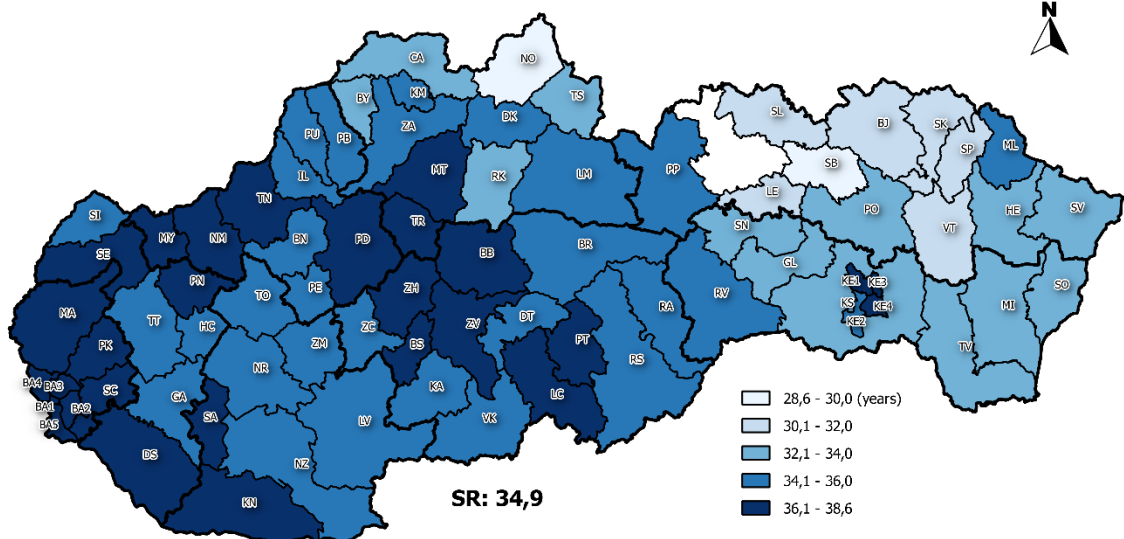 N
CA
NO
BY
KM
TS
PU
PB
ZA
DK
SL
BJ
SK
SP
ML
IL
MT
RK
LM
PP
SB
LE
PO
HE
SV
TN
TR
SI
MY
NM
BN
PD
BB
BR
SN
VT
SE
PN
TO
PE
ZH
GL
KE1
KE3
SO
MA
TT
HC
ZC
ZV
DT
RA
RV
KS
KE4
MI
KE2
PK
ZM
BS
PT
RS
TV
BA4
BA3
SC
NR
KA
LC
BA1
BA2
GA
SA
LV
VK
BA5
DS
NZ
KN
28,6 - 30,0 (years)
30,1 - 32,0
32,1 - 34,0
34,1 - 36,0
36,1 - 38,6
SR: 34,9